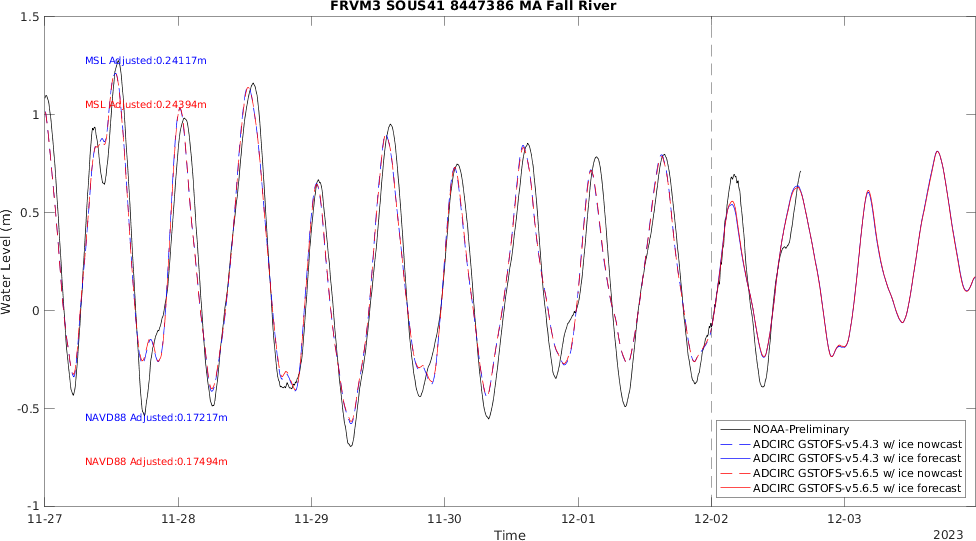 FRVM3 SOUS41 8447386 MA Fall River
1.5
1
0.5
0
-0.5
-1
Water Level (m)
MSL Adjusted:0.24117m
MSL Adjusted:0.24394m
NAVD88 Adjusted:0.17217m
NAVD88 Adjusted:0.17494m
NOAA-Preliminary
ADCIRC GSTOFS-v5.4.3 w/ ice nowcast
ADCIRC GSTOFS-v5.4.3 w/ ice forecast
ADCIRC GSTOFS-v5.6.5 w/ ice nowcast
ADCIRC GSTOFS-v5.6.5 w/ ice forecast
11-27 11-28 11-29 11-30 12-01 12-02 12-03
Time
2023